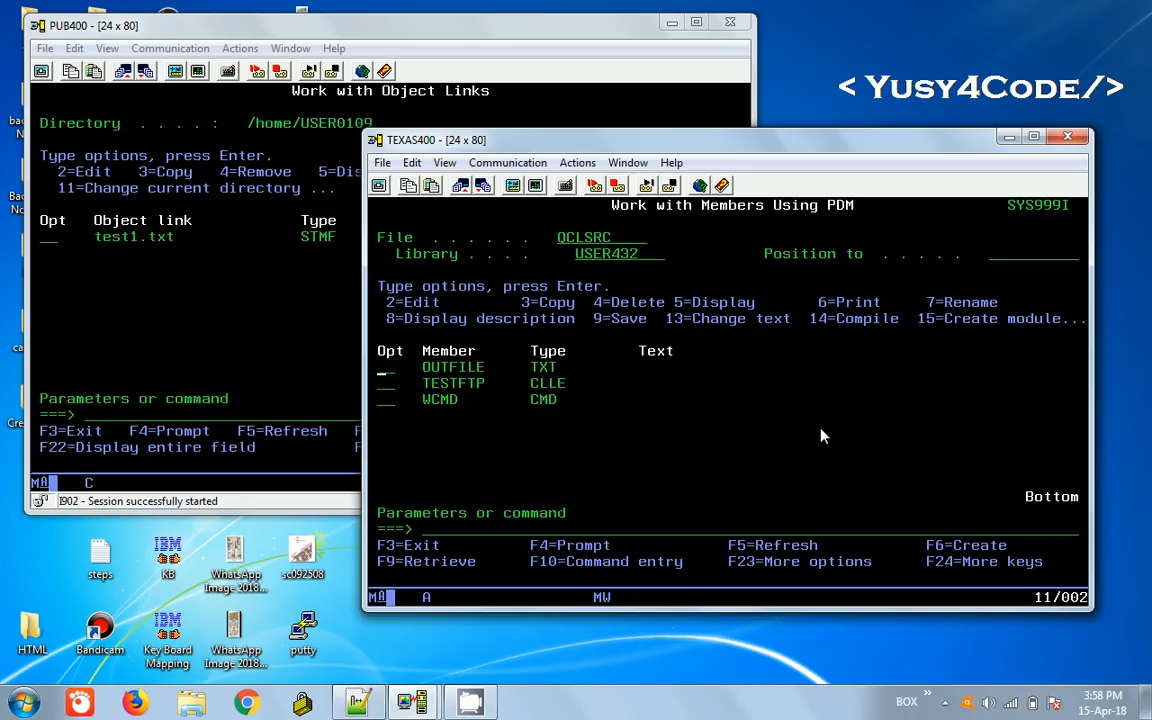 PUB400 - [24 x 80]
File Edit View Communication Actions Window Help
Work with Object Links
Directory . . . . : /home/USER0109
Type options, press Enter.
2=Edit 3=Copy 4=Remove 5=Dis
11=Change current directory ...
Opt Object link Type
test1.txt STMF
Parameters or command
===>
F3=Exit F4=Prompt F5=Refresh F
F22=Display entire field F
MA C
I902 - Session successfully started
< Yusy4Code/>
TEXAS400 - [24 x 80]
File Edit View Communication Actions Window Help
Work with Members Using PDM SYS999I
File . . . . . . QCLSRC
Library . . . . USER432 Position to . . . . .
Type options, press Enter.
2=Edit 3=Copy 4=Delete 5=Display 6=Print 7=Rename
8=Display description 9=Save 13=Change text 14=Compile 15=Create module...
Opt Member Type Text
OUTFILE TXT
TESTFTP CLLE
WCMD CMD
Bottom
Parameters or command
===>
F3=Exit F4=Prompt F5=Refresh F6=Create
F9=Retrieve F10=Command entry F23=More options F24=More keys
MA A MW 11/002
steps
KB
WhatsApp
Image 2018...
sc092508
HTML
Bandicam
Key Board
Mapping
WhatsApp
Image 2018...
putty
BOX
3:58 PM
15-Apr-18